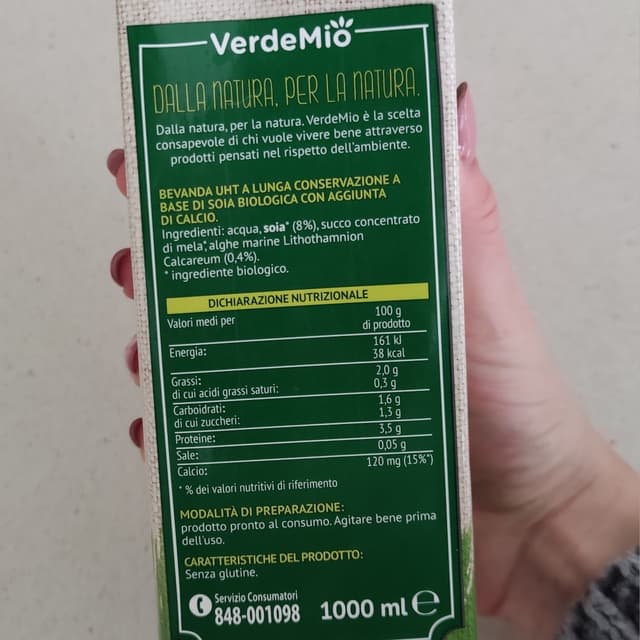 VerdeMio
DALLA NATURA, PER LA NATURA.
Dalla natura, per la natura. VerdeMio è la scelta
consapevole di chi vuole vivere bene attraverso
prodotti pensati nel rispetto dell'ambiente.
BEVANDA UHT A LUNGA CONSERVAZIONE A
BASE DI SOIA BIOLOGICA CON AGGIUNTA
DI CALCIO.
Ingredienti: acqua, soia* (8%), succo concentrato
di mela*, alghe marine Lithothamnion
Calcareum (0,4%).
* ingrediente biologico.
DICHIARAZIONE NUTRIZIONALE
Valori medi per 100 g
di prodotto
Energia: 161 kJ
38 kcal
Grassi: 2,0 g
di cui acidi grassi saturi: 0,3 g
Carboidrati: 1,6 g
di cui zuccheri: 1,3 g
Proteine: 3,5 g
Sale: 0,05 g
Calcio: 120 mg (15%*)
* % dei valori nutritivi di riferimento
MODALITÀ DI PREPARAZIONE:
prodotto pronto al consumo. Agitare bene prima
dell'uso.
CARATTERISTICHE DEL PRODOTTO:
Senza glutine.
Servizio Consumatori
848-001098 1000 ml e